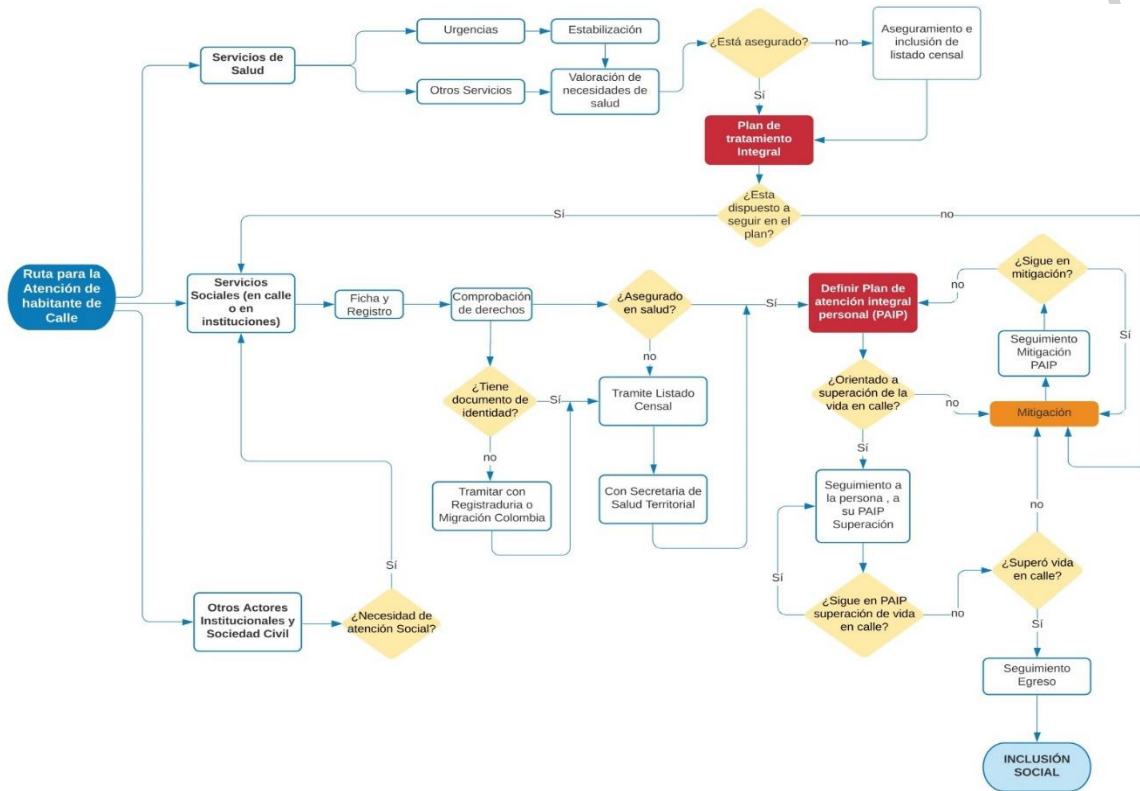 Urgencias
Estabilización
Servicios de
Salud
Otros Servicios
Valoración de
necesidades de
salud
¿Está asegurado?
no
Aseguramiento e
inclusión de
listado censal
Sí
Plan de
tratamiento
Integral
¿Esta
dispuesto a
seguir en el
plan?
Sí
no
Ruta para la
Atención de
habitante de
Calle
Servicios
Sociales (en calle
o en
instituciones)
Ficha y
Registro
Comprobación
de derechos
¿Asegurado
en salud?
Sí
no
¿Tiene
documento de
identidad?
Sí
no
Tramitar con
Registraduria o
Migración Colombia
Tramite Listado
Censal
Con Secretaria de
Salud Territorial
Definir Plan de
atención integral
personal (PAIP)
¿Orientado a
superación de la
vida en calle?
no
Sí
¿Sigue en
mitigación?
no
Sí
Seguimiento
Mitigación
PAIP
Mitigación
Seguimiento a
la persona , a
su PAIP
Superación
Sí
¿Sigue en PAIP
superación de vida
en calle?
no
¿Superó vida
en calle?
no
Sí
Seguimiento
Egreso
INCLUSIÓN
SOCIAL
Otros Actores
Institucionales y
Sociedad Civil
¿Necesidad de
atención Social?
Sí